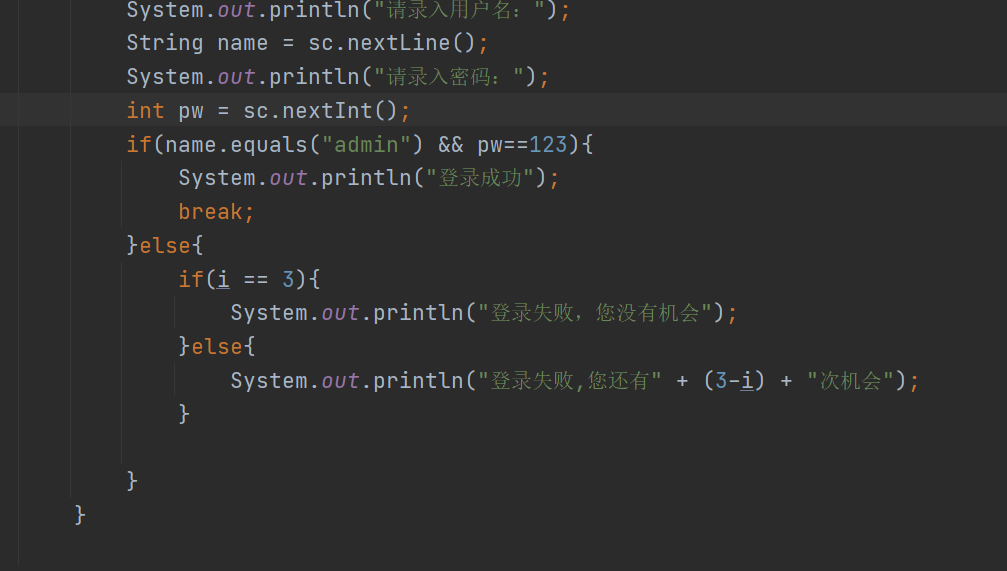 System.out.println("请录入用户名：");
String name = sc.nextLine();
System.out.println("请录入密码：");
int pw = sc.nextInt();
if(name.equals("admin") && pw==123){
System.out.println("登录成功");
break;
}else{
if(i == 3){
System.out.println("登录失败，您没有机会");
}else{
System.out.println("登录失败,您还有" + (3-i) + "次机会");
}
}
}